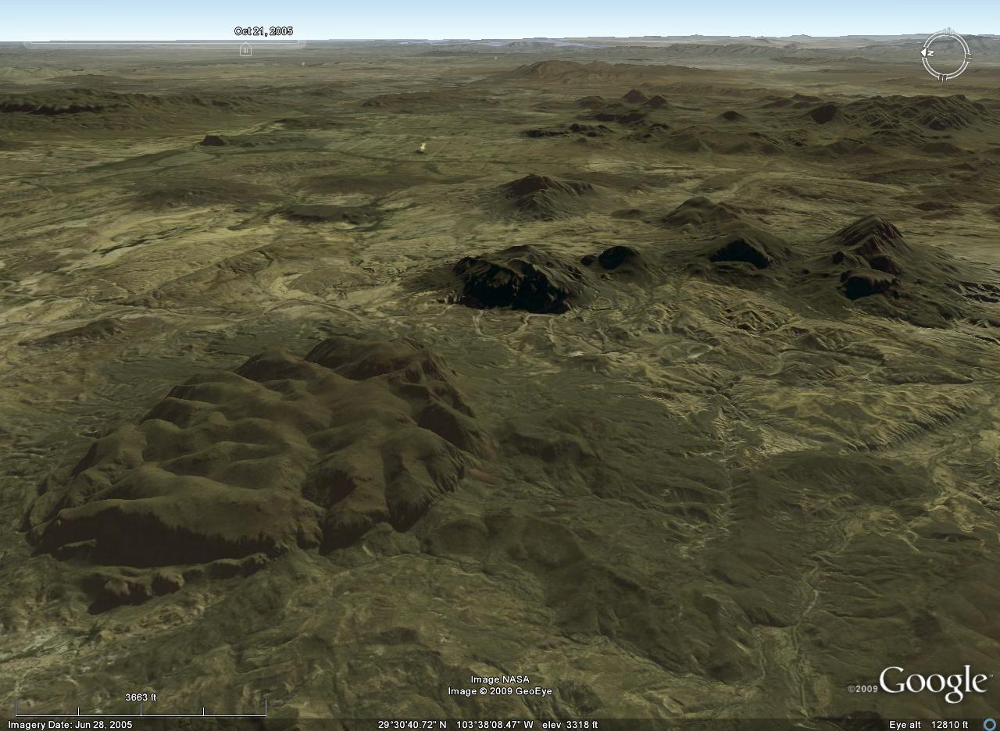 Oct 21, 2005
N
Image NASA
Image © 2009 GeoEye
©2009 Google
3663 ft
Imagery Date: Jun 28, 2005 29°30'40.72" N 103°38'08.47" W elev 3318 ft Eye alt 12810 ft